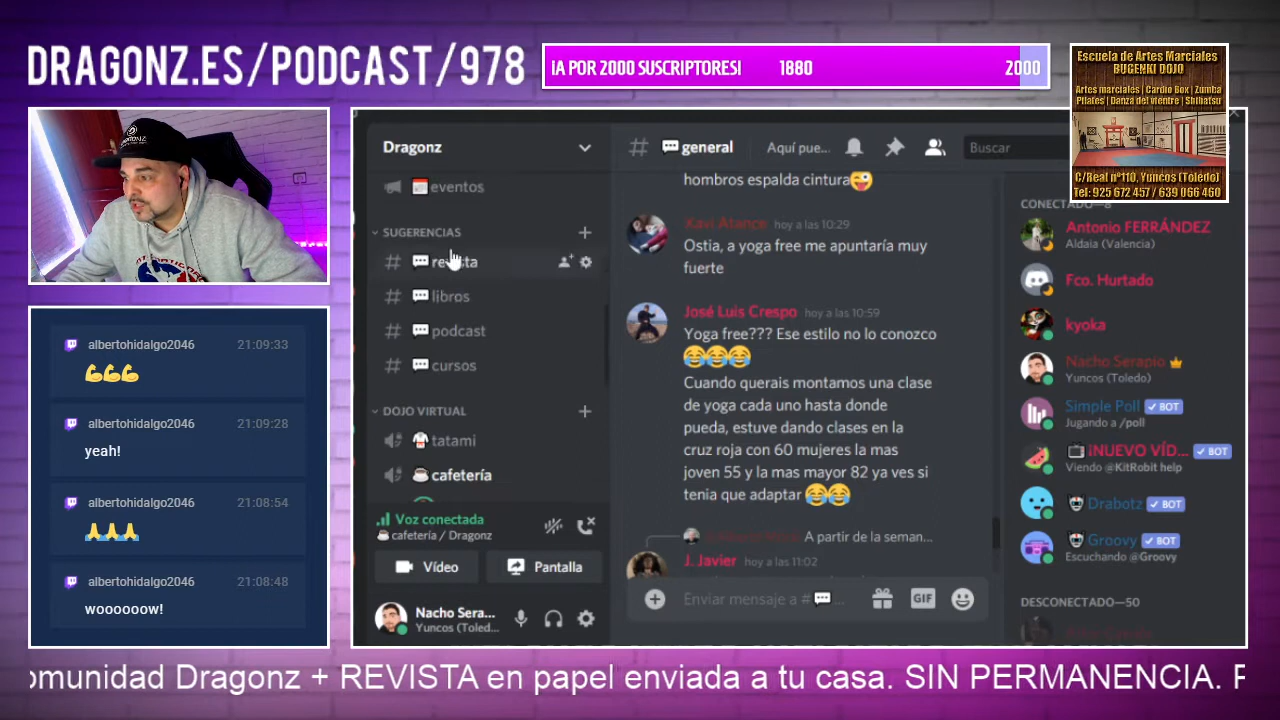 DRAGONZ.ES/PODCAST/978
IA POR 2000 SUSCRIPTORES!
1880
2000
Escuela de Artes Marciales
BUGENKI DOJO
Artes marciales | Cardio Box | Zumba
Pilates | Danza del vientre | Shibatsu
C/Real nº110, Yuncos (Toledo)
Tel: 925 672 457 / 639 066 460
albertohidalgo2046 21:09:33
albertohidalgo2046 21:09:28
yeah!
albertohidalgo2046 21:08:54
albertohidalgo2046 21:08:48
woooooow!
Dragonz
eventos
SUGERENCIAS
revista
libros
podcast
cursos
DOJO VIRTUAL
tatami
cafetería
Voz conectada
cafetería / Dragonz
Vídeo
Pantalla
Nacho Sera...
Yuncos (Toled...
# general
Aquí pue...
Buscar
hombros espalda cintura😜
Xavi Atance hoy a las 10:29
Ostia, a yoga free me apuntaría muy
fuerte
José Luis Crespo hoy a las 10:59
Yoga free??? Ese estilo no lo conozco
😂😂😂
Cuando querais montamos una clase
de yoga cada uno hasta donde
pueda, estuve dando clases en la
cruz roja con 60 mujeres la mas
joven 55 y la mas mayor 82 ya ves si
tenia que adaptar 😂😂
A partir de la seman...
J. Javier hoy a las 11:02
Enviar mensaje a # ...
GIF
CONECTADO—8
Antonio FERRÁNDEZ
Aldaia (Valencia)
Fco. Hurtado
kyoka
Nacho Serapio
Yuncos (Toledo)
Simple Poll ✓ BOT
Jugando a /poll
¡NUEVO VÍD... ✓ BOT
Viendo @KitRobit help
Drabotz ✓ BOT
Groovy ✓ BOT
Escuchando @Groovy
DESCONECTADO—50
omunidad Dragonz + REVISTA en papel enviada a tu casa. SIN PERMANENCIA.